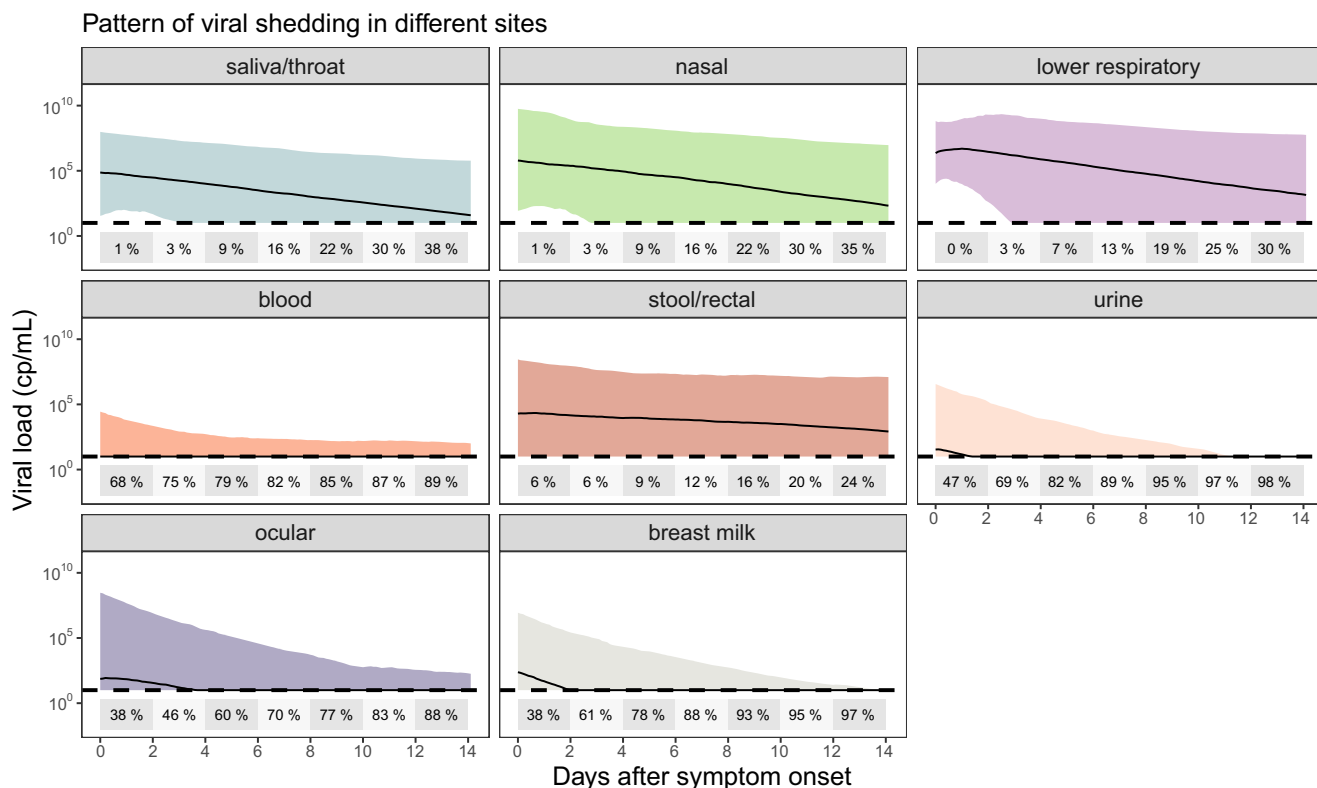 Pattern of viral shedding in different sites
saliva/throat nasal lower respiratory
10^10
10^5
10^0
1 % 3 % 9 % 16 % 22 % 30 % 38 % 1 % 3 % 9 % 16 % 22 % 30 % 35 % 0 % 3 % 7 % 13 % 19 % 25 % 30 %
blood stool/rectal urine
Viral load (cp/mL)
10^10
10^5
10^0
68 % 75 % 79 % 82 % 85 % 87 % 89 % 6 % 6 % 9 % 12 % 16 % 20 % 24 % 47 % 69 % 82 % 89 % 95 % 97 % 98 %
0 2 4 6 8 10 12 14
ocular breast milk
10^10
10^5
10^0
38 % 46 % 60 % 70 % 77 % 83 % 88 % 38 % 61 % 78 % 88 % 93 % 95 % 97 %
0 2 4 6 8 10 12 14 0 2 4 6 8 10 12 14
Days after symptom onset